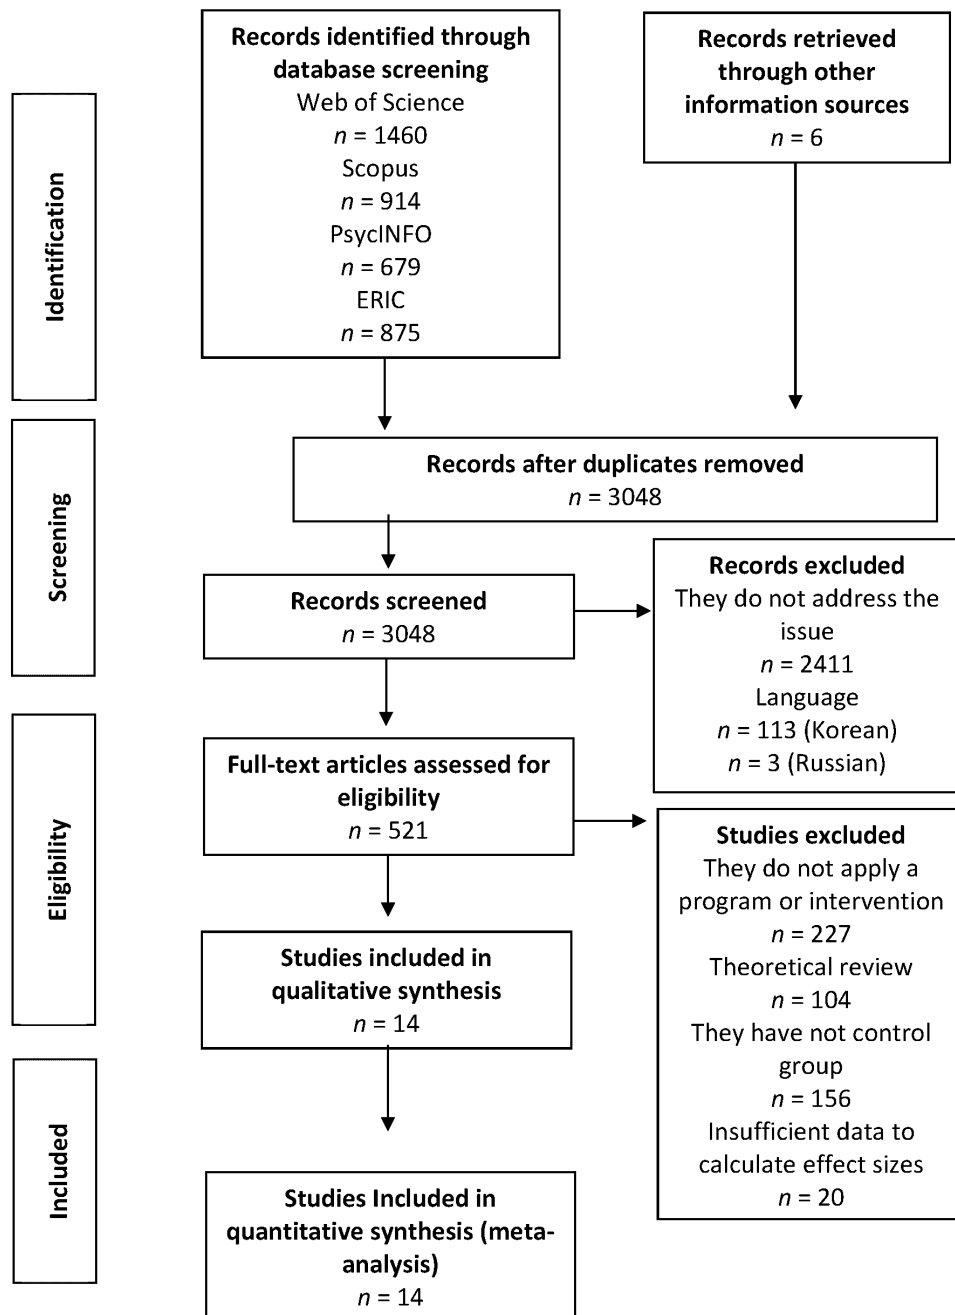 Records identified through
database screening
Web of Science
n = 1460
Scopus
n = 914
PsycINFO
n = 679
ERIC
n = 875
Records retrieved
through other
information sources
n = 6
Identification
Records after duplicates removed
n = 3048
Screening
Records screened
n = 3048
Records excluded
They do not address the
issue
n = 2411
Language
n = 113 (Korean)
n = 3 (Russian)
Full-text articles assessed for
eligibility
n = 521
Eligibility
Studies excluded
They do not apply a
program or intervention
n = 227
Theoretical review
n = 104
They have not control
group
n = 156
Insufficient data to
calculate effect sizes
n = 20
Studies included in
qualitative synthesis
n = 14
Included
Studies Included in
quantitative synthesis (meta-
analysis)
n = 14